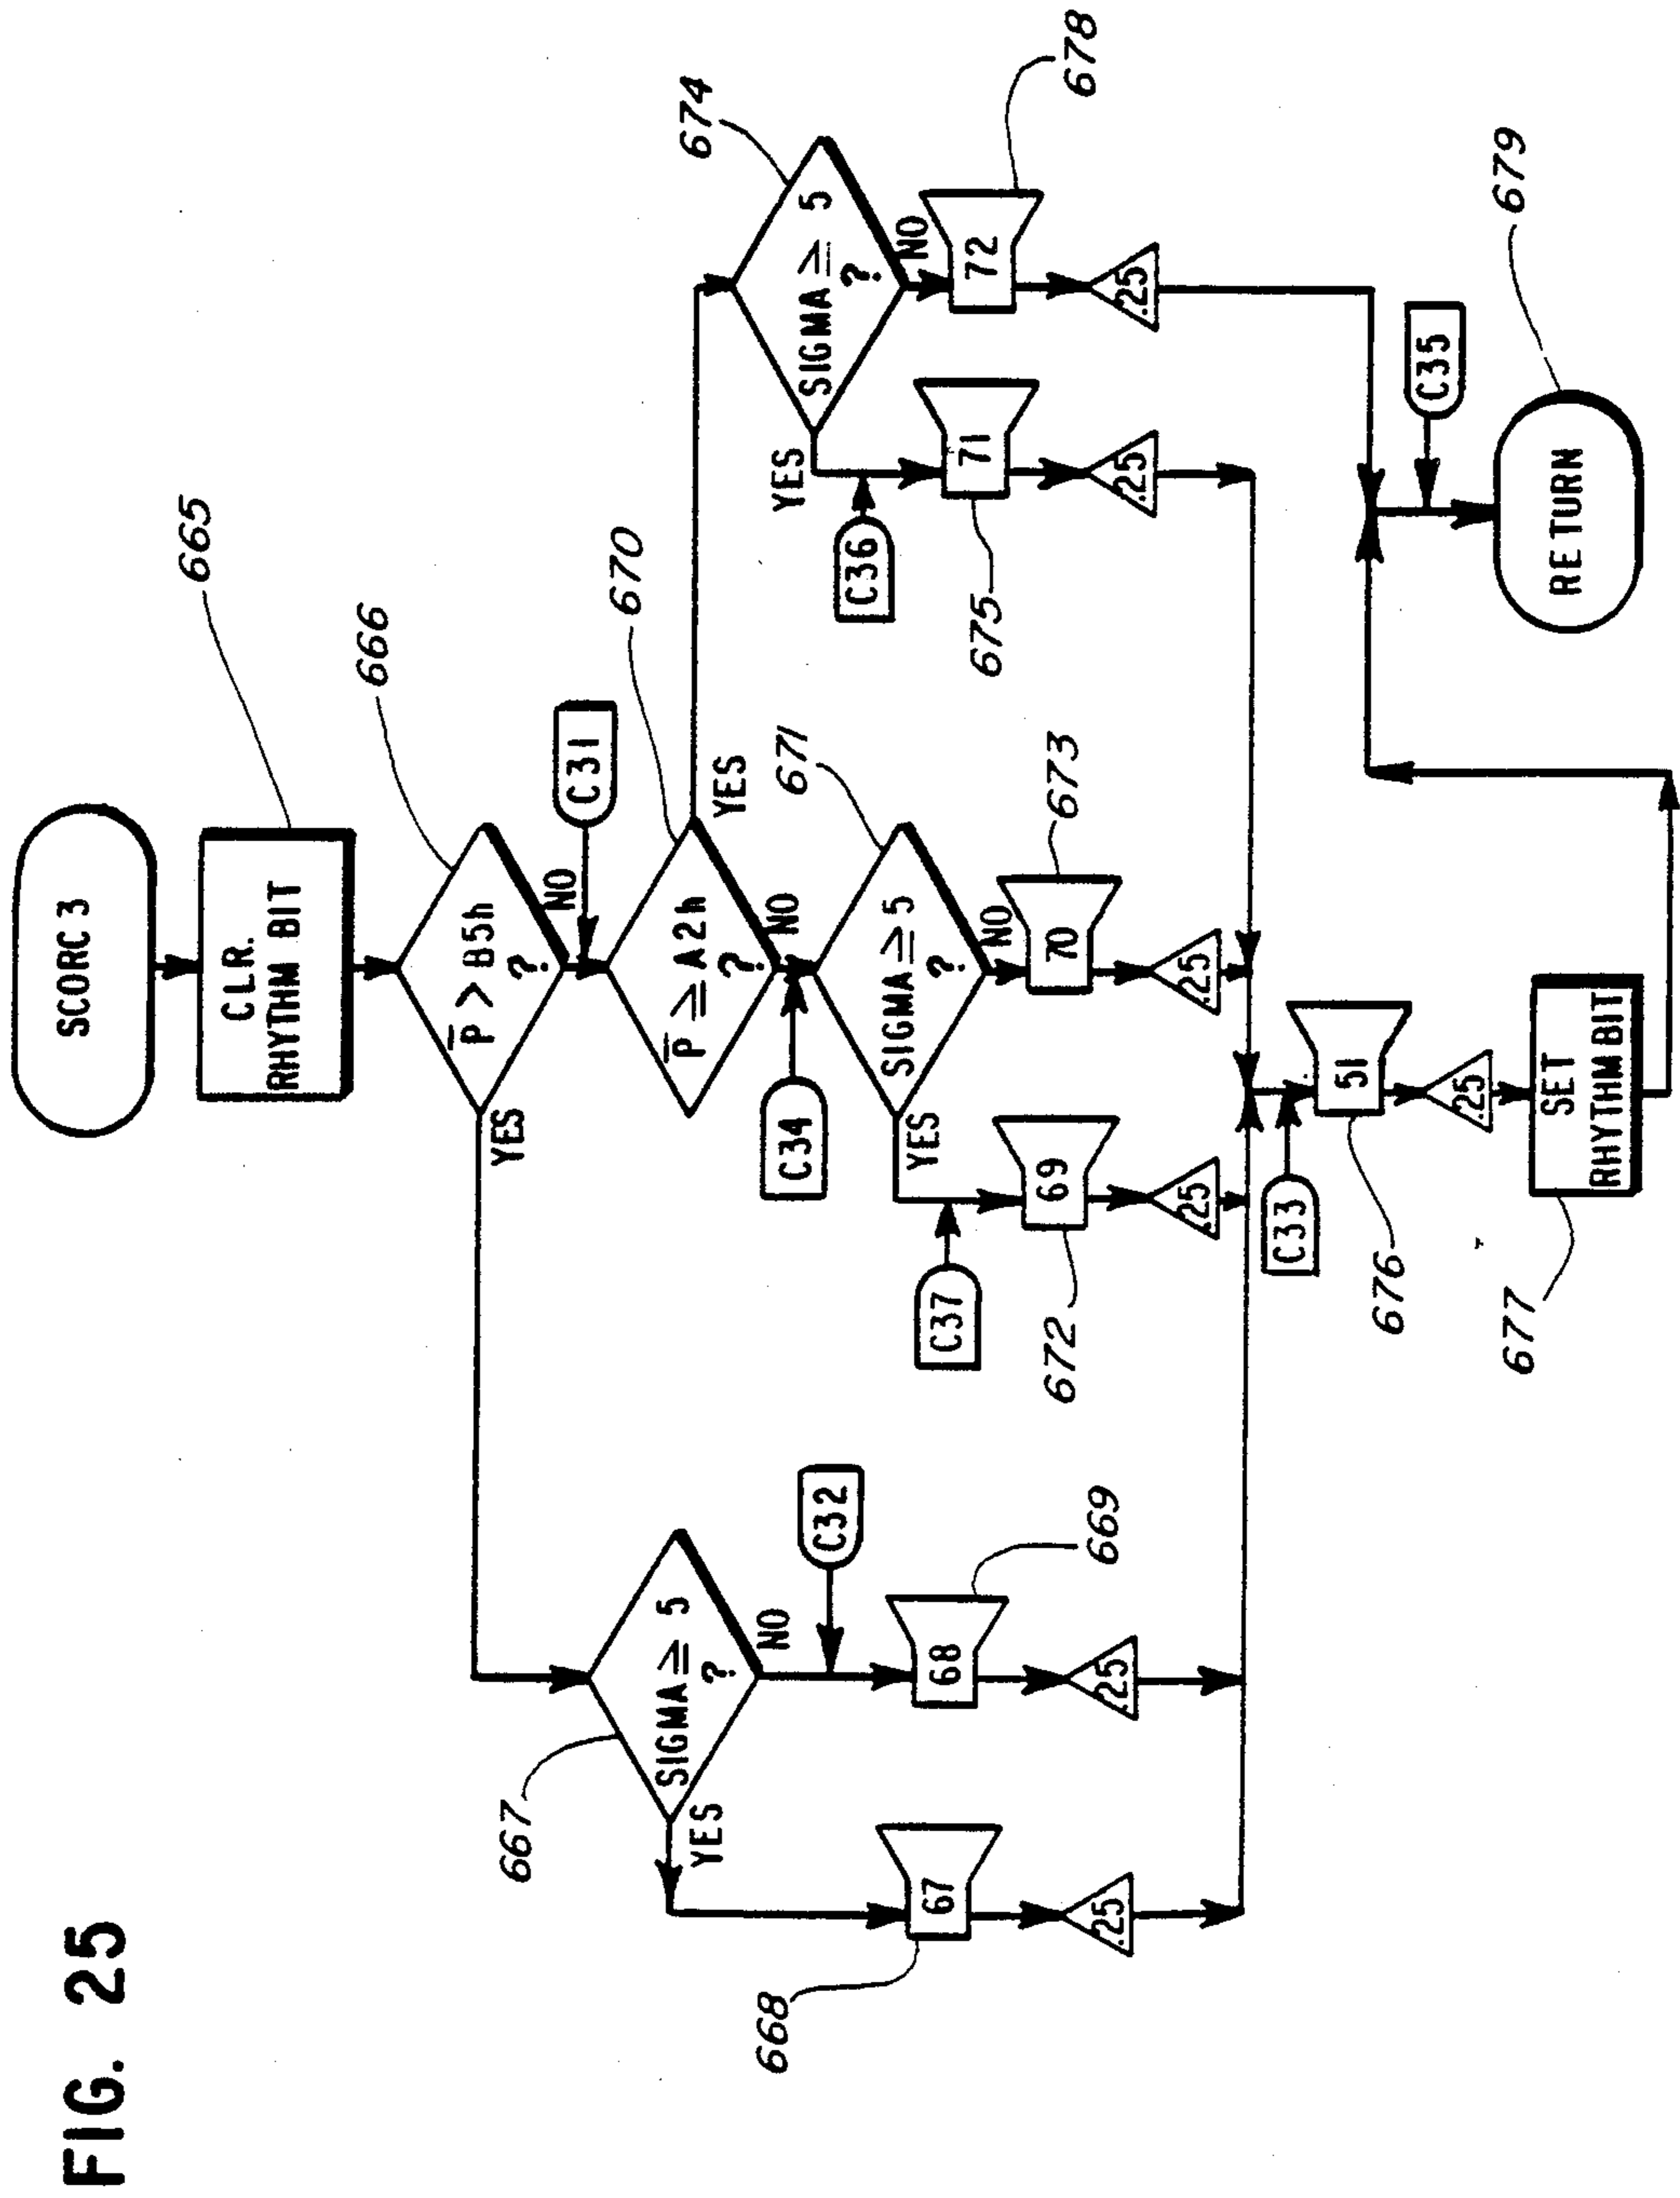 FIG. 25
SCORC 3
CLR.
RHYTHM BIT
665
P̅ > B5h
?
666
YES
NO
C31
P̅ ≥ A2h
?
670
YES
NO
C34
SIGMA ≥ 5
?
667
YES
NO
C32
SIGMA ≥ 5
?
671
YES
NO
C37
SIGMA ≥ 5
?
674
YES
NO
C36
67
668
68
669
69
672
70
673
71
675
72
678
.25
.25
.25
.25
.25
.25
C33
51
676
.25
SET
RHYTHM BIT
677
C35
RETURN
679